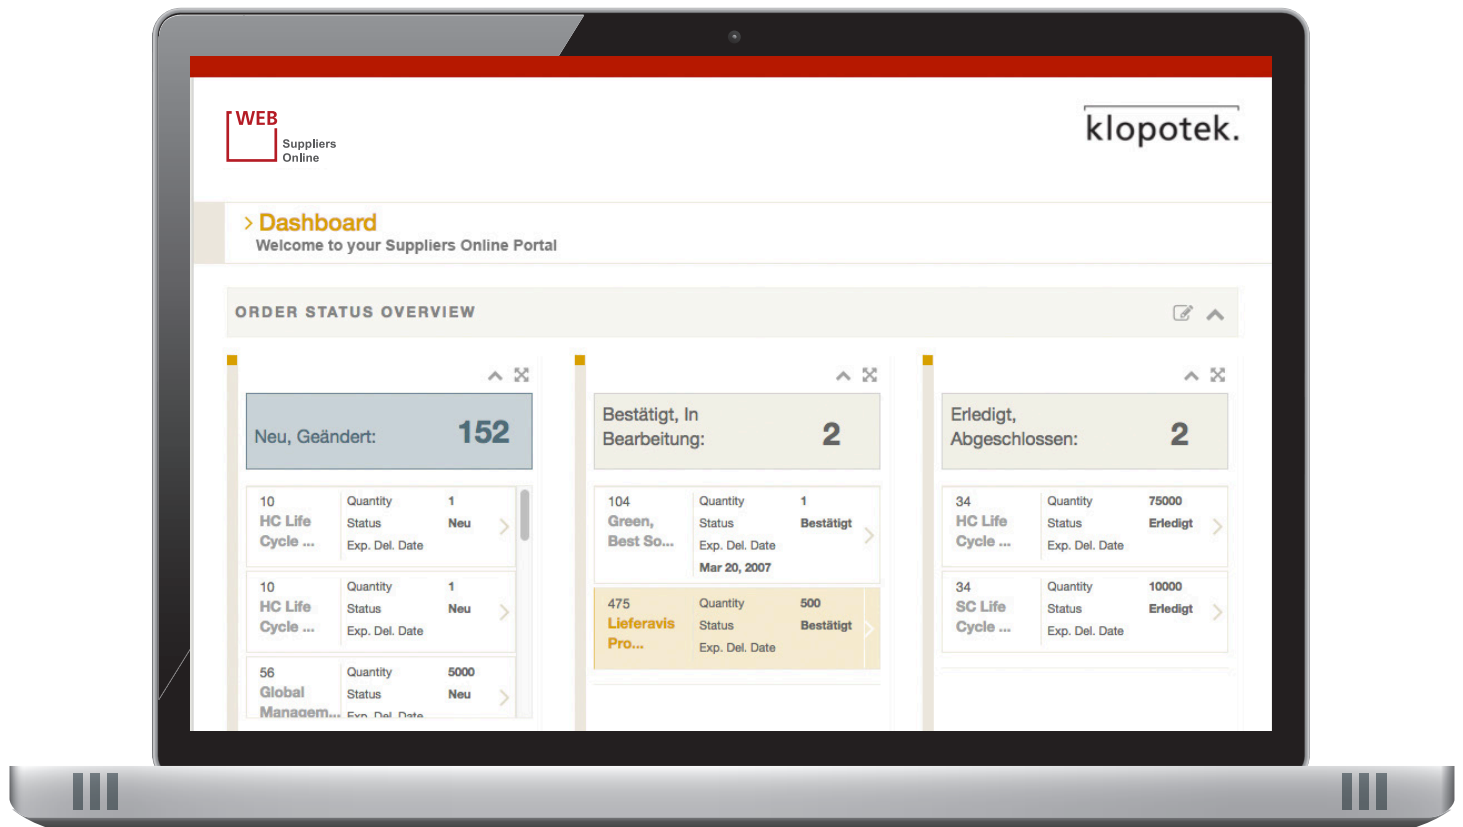 WEB
Suppliers
Online
klopotek.
Dashboard
Welcome to your Suppliers Online Portal
ORDER STATUS OVERVIEW
Neu, Geändert:
152
10
HC Life
Cycle ...
Quantity 1
Status Neu
Exp. Del. Date
10
HC Life
Cycle ...
Quantity 1
Status Neu
Exp. Del. Date
56
Global
Managem...
Quantity 5000
Status Neu
Exp. Del. Date
Bestätigt, In
Bearbeitung:
2
104
Green,
Best So...
Quantity 1
Status Bestätigt
Exp. Del. Date
Mar 20, 2007
475
Lieferavis
Pro...
Quantity 500
Status Bestätigt
Exp. Del. Date
Erledigt,
Abgeschlossen:
2
34
HC Life
Cycle ...
Quantity 75000
Status Erledigt
Exp. Del. Date
34
SC Life
Cycle ...
Quantity 10000
Status Erledigt
Exp. Del. Date